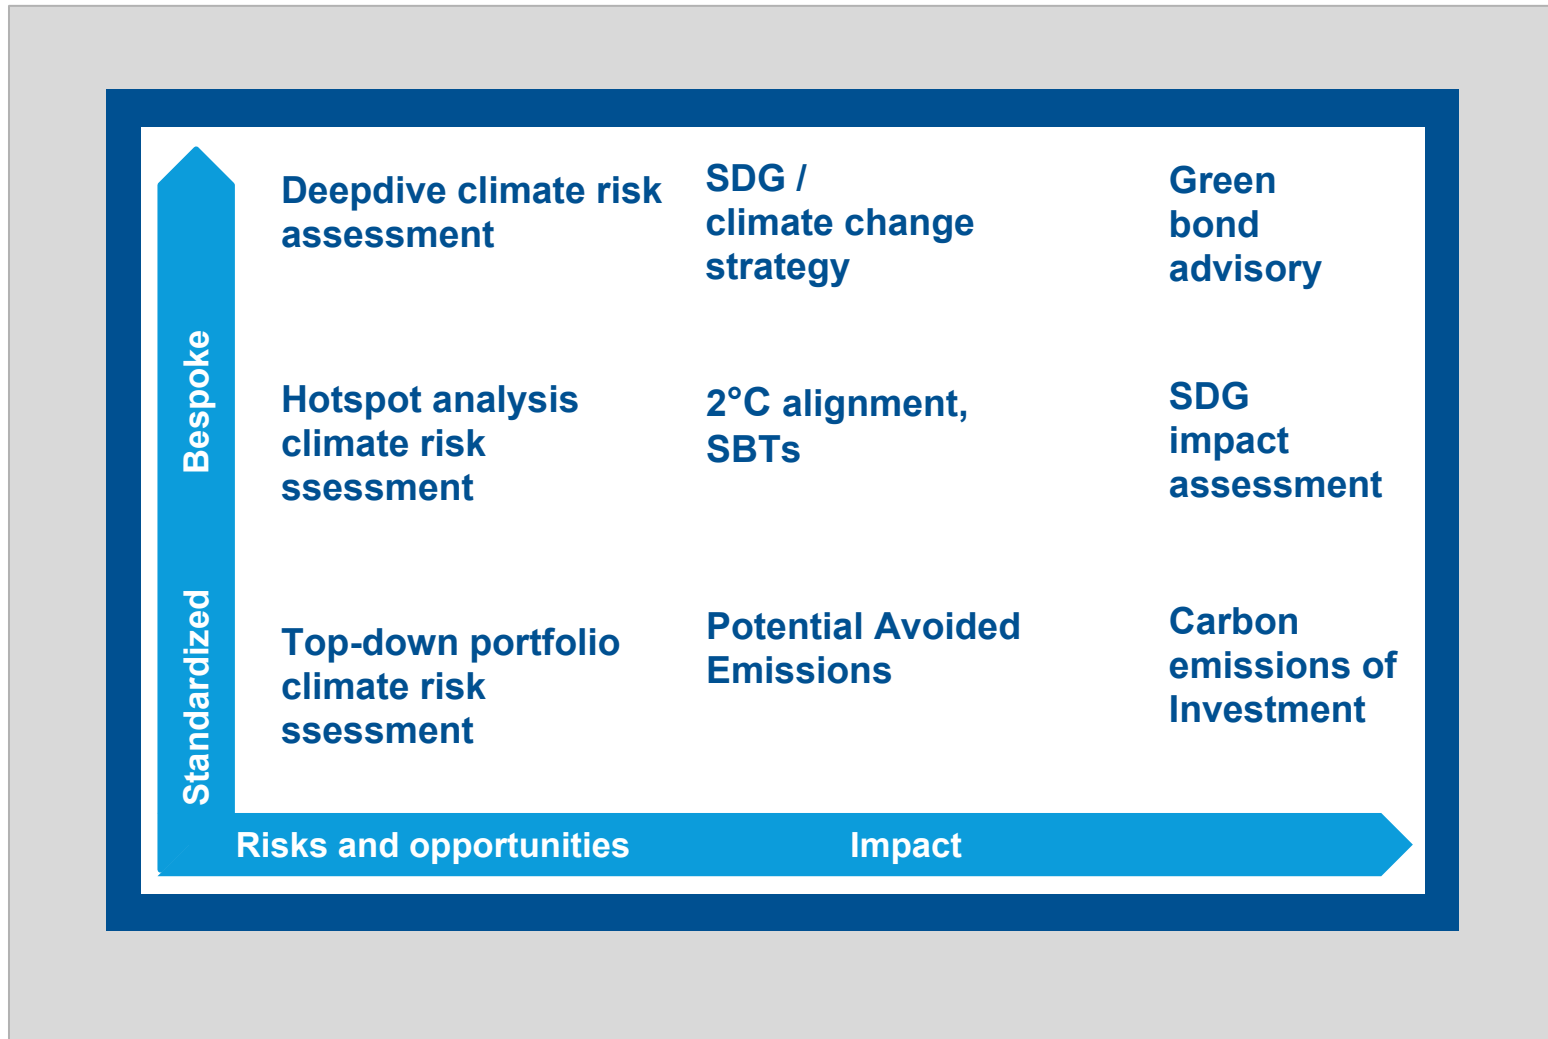 Deepdive climate risk
assessment
SDG /
climate change
strategy
Green
bond
advisory
Bespoke
Hotspot analysis
climate risk
ssessment
2°C alignment,
SBTs
SDG
impact
assessment
Standardized
Top-down portfolio
climate risk
ssessment
Potential Avoided
Emissions
Carbon
emissions of
Investment
Risks and opportunities
Impact